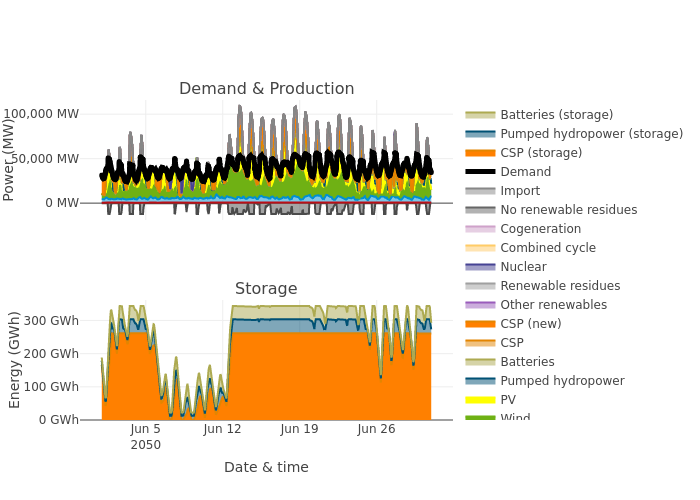 Demand & Production
Power (MW)
100,000 MW
50,000 MW
0 MW
Storage
Energy (GWh)
300 GWh
200 GWh
100 GWh
0 GWh
Jun 5
2050
Jun 12
Jun 19
Jun 26
Date & time
Batteries (storage)
Pumped hydropower (storage)
CSP (storage)
Demand
Import
No renewable residues
Cogeneration
Combined cycle
Nuclear
Renewable residues
Other renewables
CSP (new)
CSP
Batteries
Pumped hydropower
PV
Wind